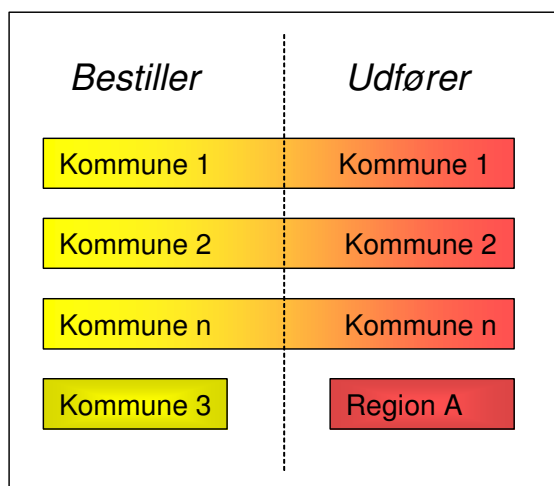 Bestiller Udfører
Kommune 1 Kommune 1
Kommune 2 Kommune 2
Kommune n Kommune n
Kommune 3 Region A